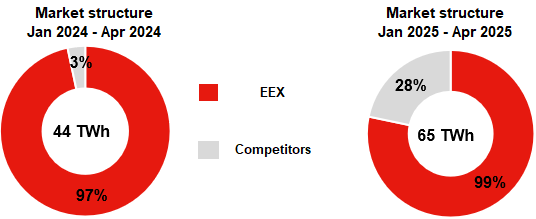 Market structure
Jan 2024 - Apr 2024
3%
44 TWh
97%
EEX
Competitors
Market structure
Jan 2025 - Apr 2025
28%
65 TWh
99%